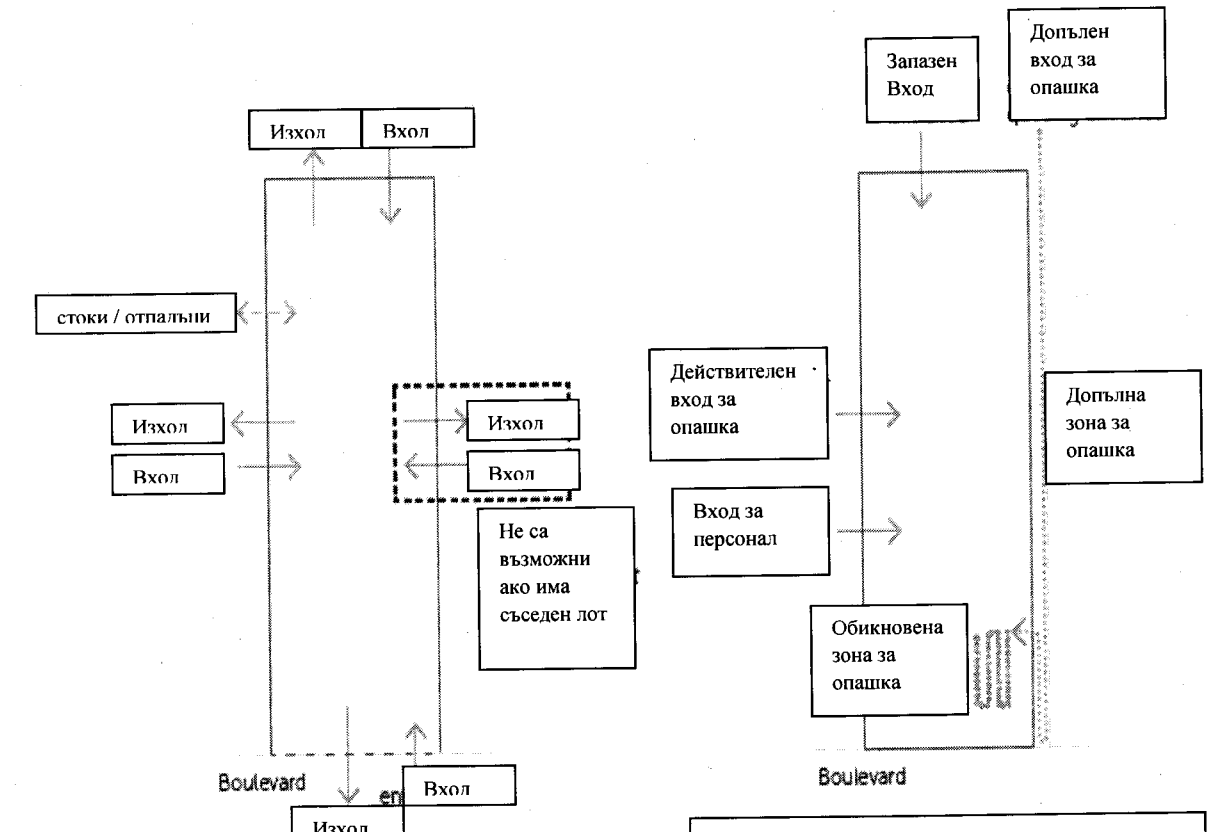 Изход
Вход
стоки / отпадъци
Изход
Вход
Изход
Вход
Не са
възможни
ако има
съседен лот
Boulevard
en
Вход
Изход
Запазен
Вход
Допълен
вход за
опашка
Действителен
вход за
опашка
Допълна
зона за
опашка
Вход за
персонал
Обикновена
зона за
опашка
Boulevard